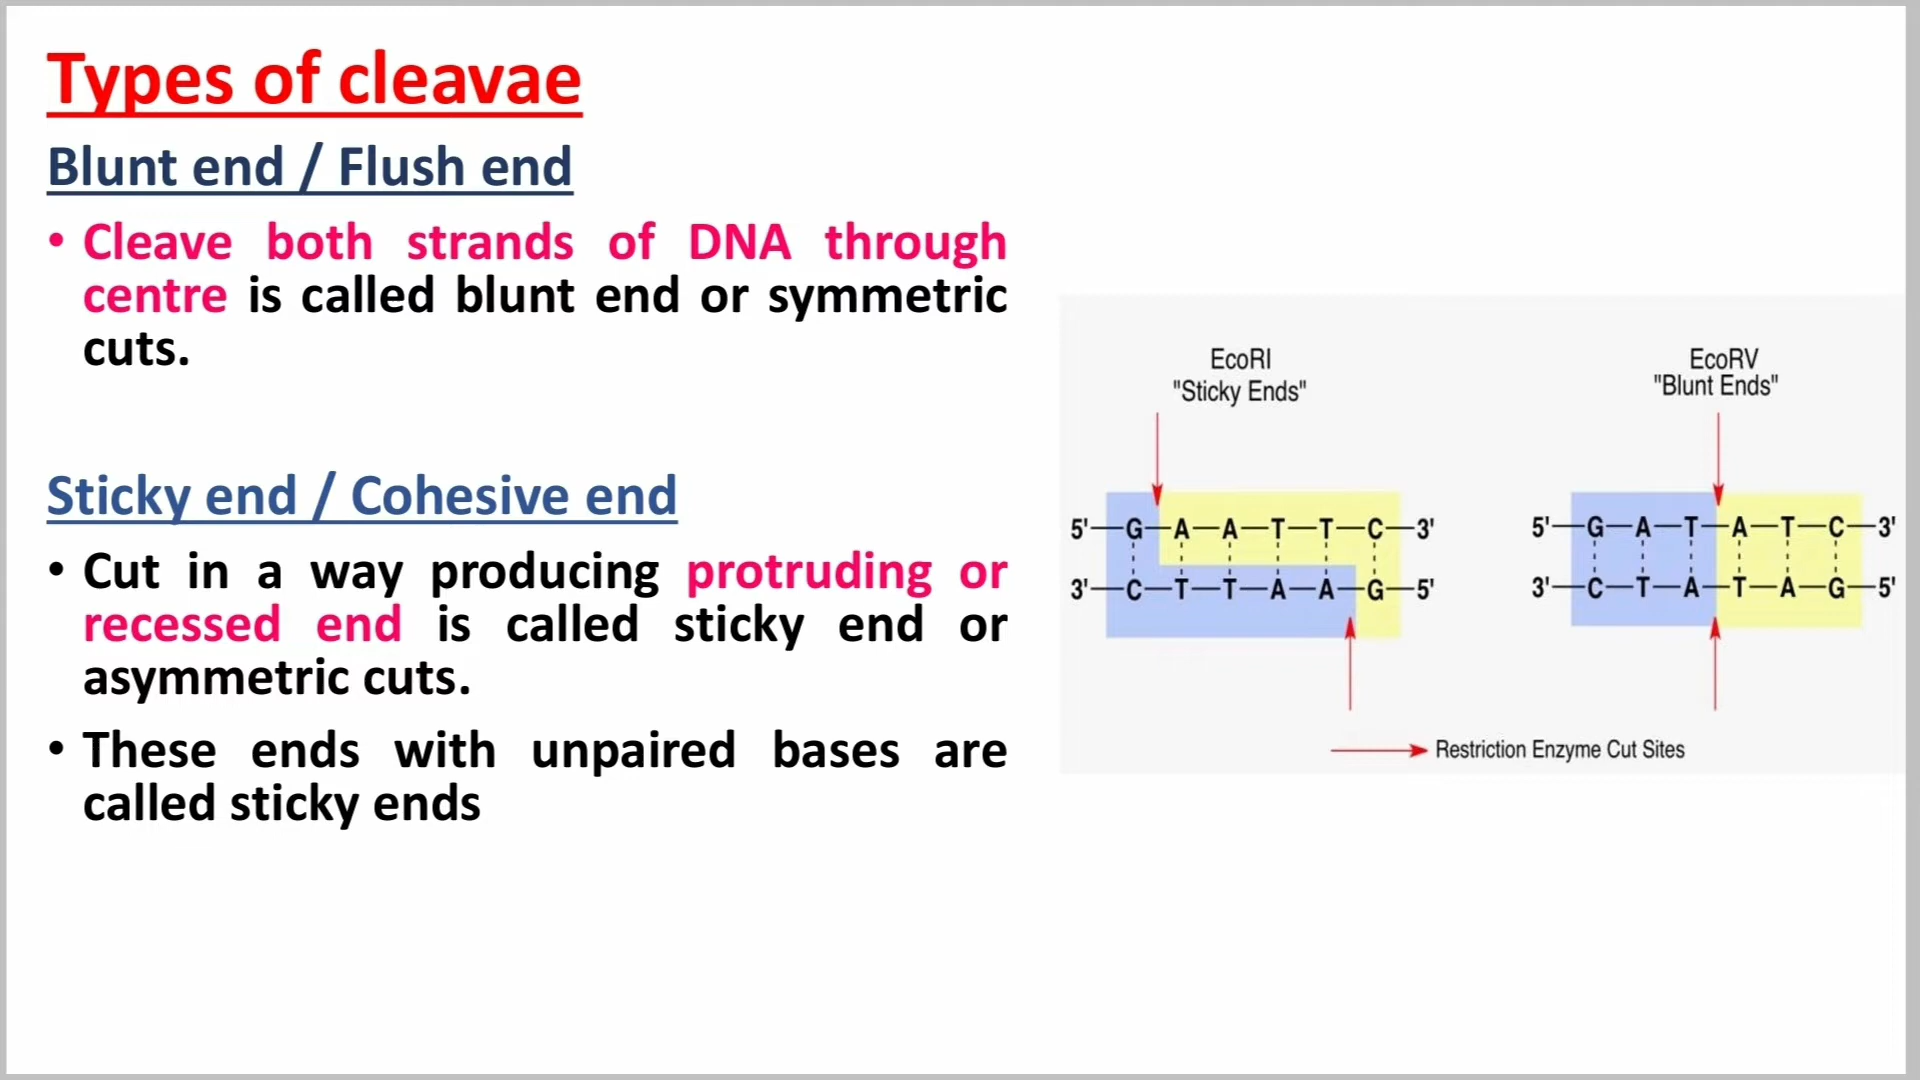 Types of cleavae
Blunt end / Flush end
• Cleave both strands of DNA through
centre is called blunt end or symmetric
cuts.
Sticky end / Cohesive end
• Cut in a way producing protruding or
recessed end is called sticky end or
asymmetric cuts.
• These ends with unpaired bases are
called sticky ends
EcoRI
"Sticky Ends"
5'—G—A—A—T—T—C—3'
3'—C—T—T—A—A—G—5'
EcoRV
"Blunt Ends"
5'—G—A—T—A—T—C—3'
3'—C—T—A—T—A—G—5'
Restriction Enzyme Cut Sites